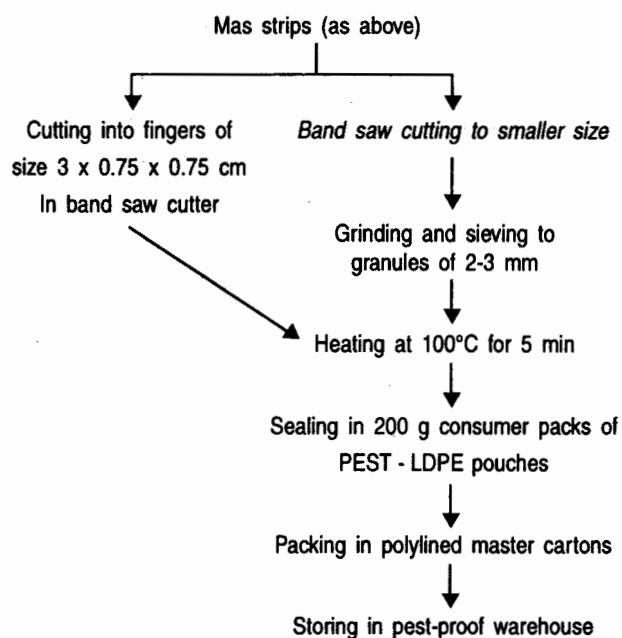 Mas strips (as above)
Cutting into fingers of
size 3 x 0.75 x 0.75 cm
In band saw cutter
Band saw cutting to smaller size
Grinding and sieving to
granules of 2-3 mm
Heating at 100°C for 5 min
Sealing in 200 g consumer packs of
PEST - LDPE pouches
Packing in polylined master cartons
Storing in pest-proof warehouse